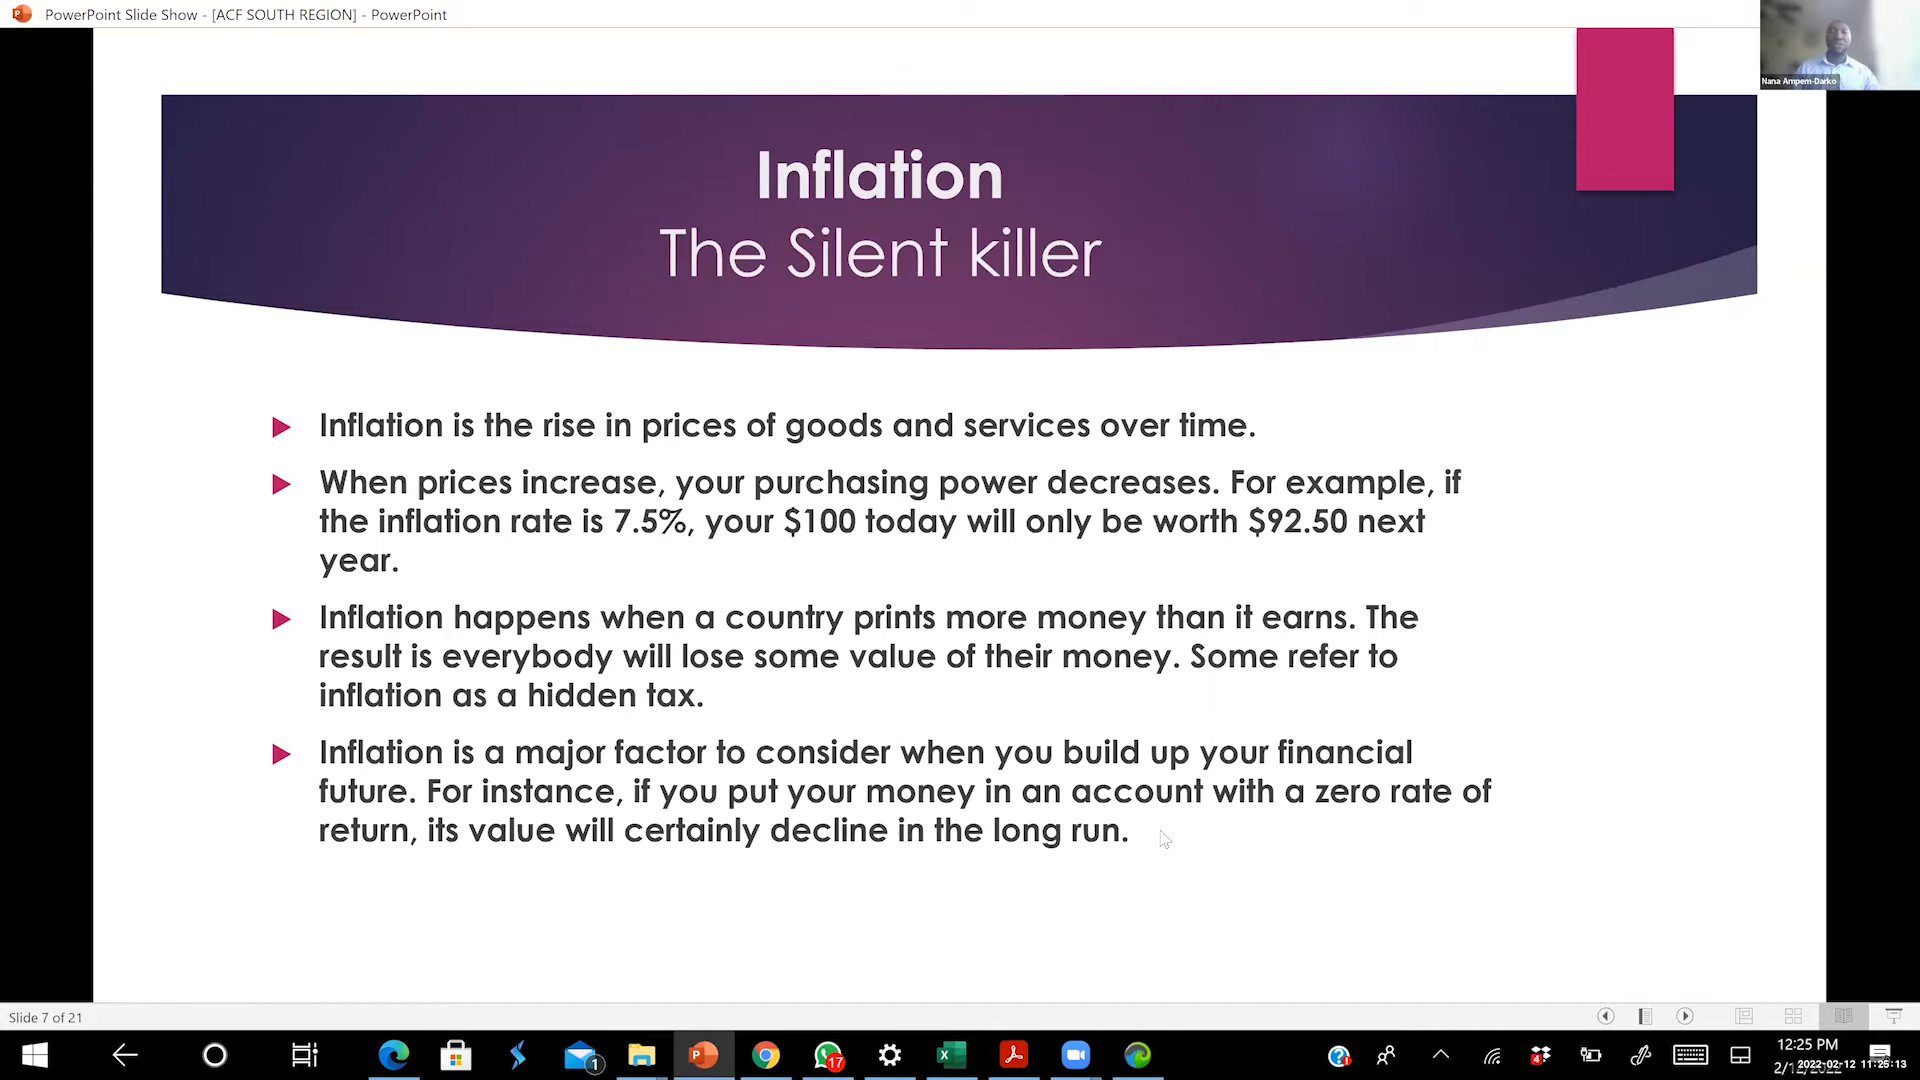 PowerPoint Slide Show - [ACF SOUTH REGION] - PowerPoint
Nana Ampem-Darko
Inflation
The Silent killer
Inflation is the rise in prices of goods and services over time.
When prices increase, your purchasing power decreases. For example, if
the inflation rate is 7.5%, your $100 today will only be worth $92.50 next
year.
Inflation happens when a country prints more money than it earns. The
result is everybody will lose some value of their money. Some refer to
inflation as a hidden tax.
Inflation is a major factor to consider when you build up your financial
future. For instance, if you put your money in an account with a zero rate of
return, its value will certainly decline in the long run.
Slide 7 of 21
1
17
4
12:25 PM
2/12/
2022-02-12 11:25:13